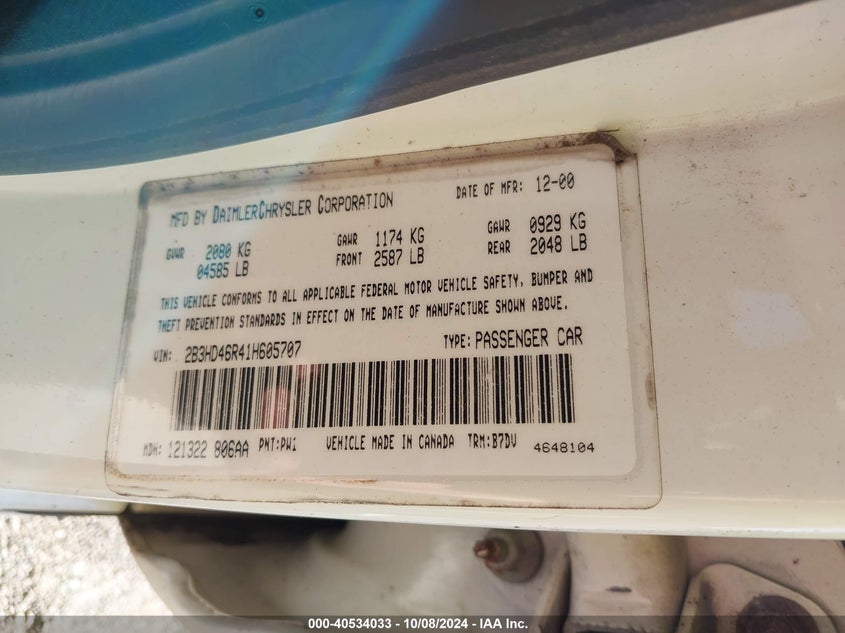 MFD BY DAIMLERCHRYSLER CORPORATION DATE OF MFR: 12-00
GVWR 2080 KG GAWR 1174 KG GAWR 0929 KG
04585 LB FRONT 2587 LB REAR 2048 LB
THIS VEHICLE CONFORMS TO ALL APPLICABLE FEDERAL MOTOR VEHICLE SAFETY, BUMPER AND
THEFT PREVENTION STANDARDS IN EFFECT ON THE DATE OF MANUFACTURE SHOWN ABOVE.
VIN: 2B3HD46R41H605707 TYPE: PASSENGER CAR
MDH: 121322 806AA PNT:PW1 VEHICLE MADE IN CANADA TRM:B7DV 4648104
000-40534033 - 10/08/2024 - IAA Inc.